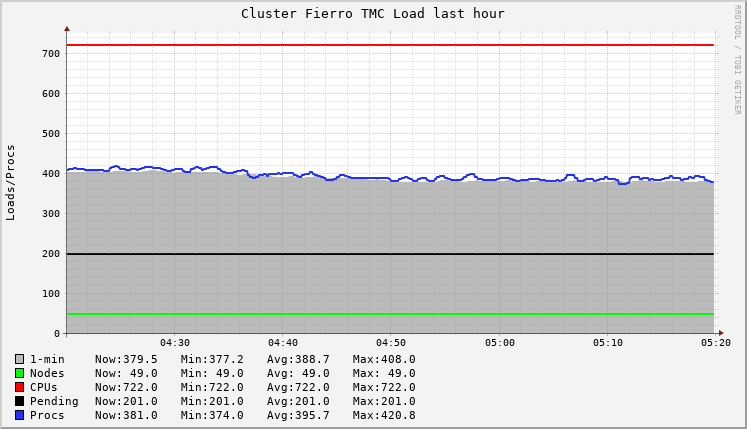 Cluster Fierro TMC Load last hour
RRDTOOL / TOBI OETIKER
Loads/Procs
700
600
500
400
300
200
100
0
04:30 04:40 04:50 05:00 05:10 05:20
1-min Now:379.5 Min:377.2 Avg:388.7 Max:408.0
Nodes Now: 49.0 Min: 49.0 Avg: 49.0 Max: 49.0
CPUs Now:722.0 Min:722.0 Avg:722.0 Max:722.0
Pending Now:201.0 Min:201.0 Avg:201.0 Max:201.0
Procs Now:381.0 Min:374.0 Avg:395.7 Max:420.8